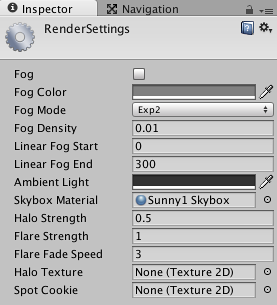 Inspector Navigation
RenderSettings
Fog
Fog Color
Fog Mode Exp2
Fog Density 0.01
Linear Fog Start 0
Linear Fog End 300
Ambient Light
Skybox Material Sunny1 Skybox
Halo Strength 0.5
Flare Strength 1
Flare Fade Speed 3
Halo Texture None (Texture 2D)
Spot Cookie None (Texture 2D)